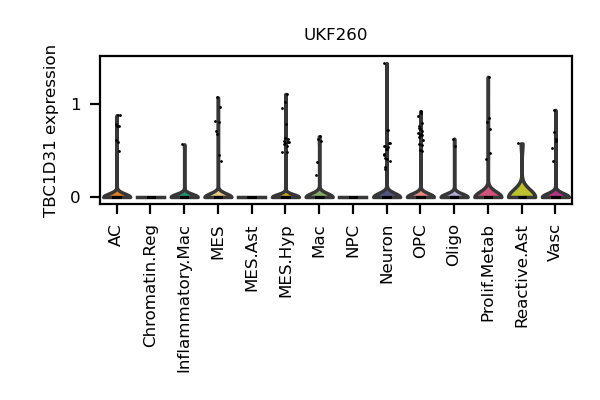 UKF260
TBC1D31 expression
1
0
AC
Chromatin.Reg
Inflammatory.Mac
MES
MES.Ast
MES.Hyp
Mac
NPC
Neuron
OPC
Oligo
Prolif.Metab
Reactive.Ast
Vasc